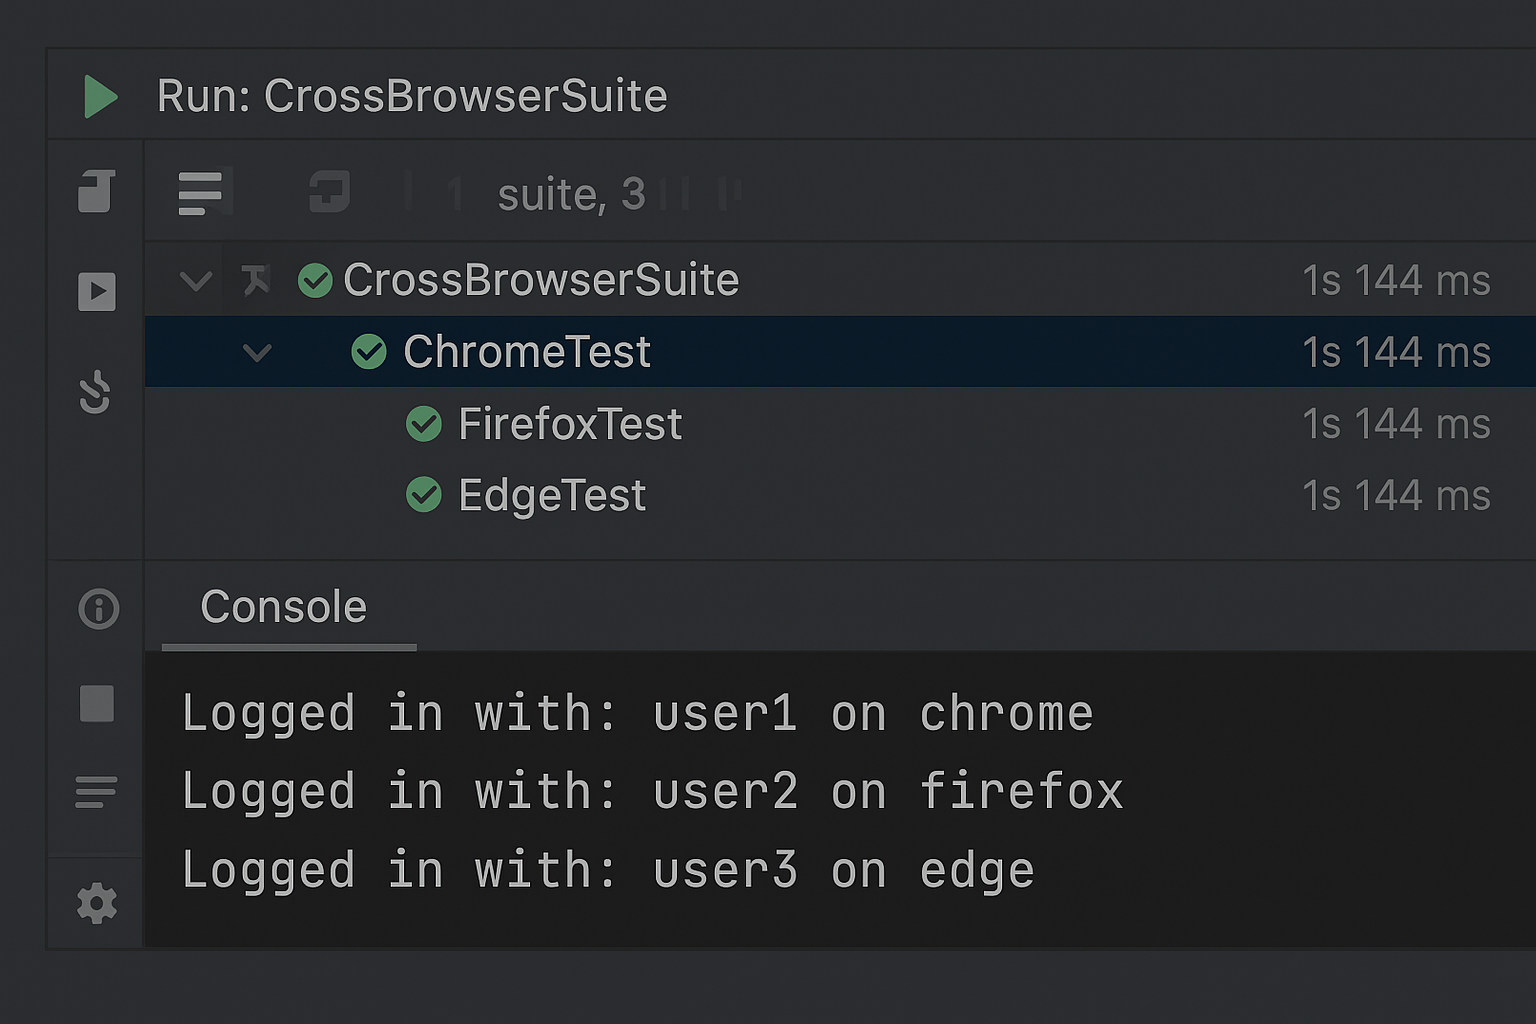 Run: CrossBrowserSuite
suite, 3
CrossBrowserSuite 1s 144 ms
ChromeTest 1s 144 ms
FirefoxTest 1s 144 ms
EdgeTest 1s 144 ms
Console
Logged in with: user1 on chrome
Logged in with: user2 on firefox
Logged in with: user3 on edge